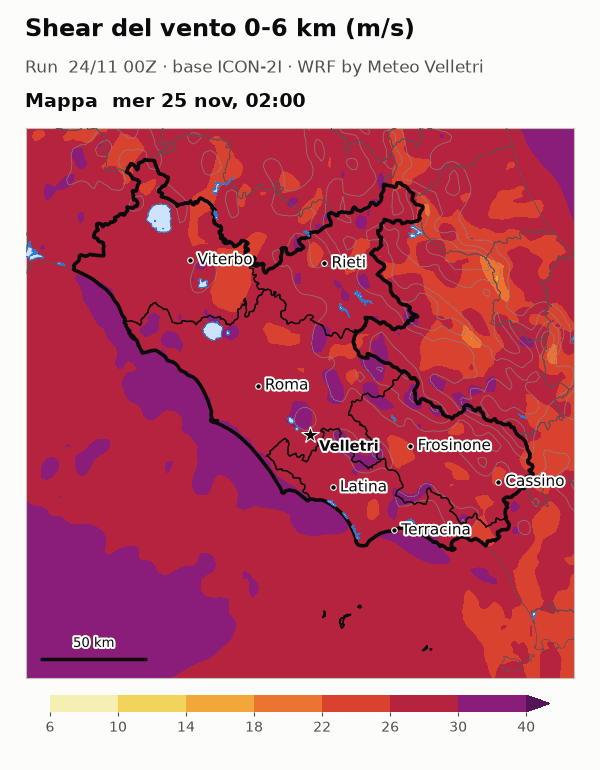 Shear del vento 0-6 km (m/s)
Run  24/11 00Z · base ICON-2I · WRF by Meteo Velletri
Mappa  mer 25 nov, 02:00
Viterbo
Rieti
Roma
Velletri
Frosinone
Cassino
Latina
Terracina
50 km
6 10 14 18 22 26 30 40